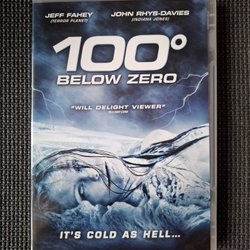 JEFF FAHEY JOHN RHYS-DAVIES
(TERROR PLANET) (INDIANA JONES)
100°
BELOW ZERO
"WILL DELIGHT VIEWER"
IT'S COLD AS HELL...